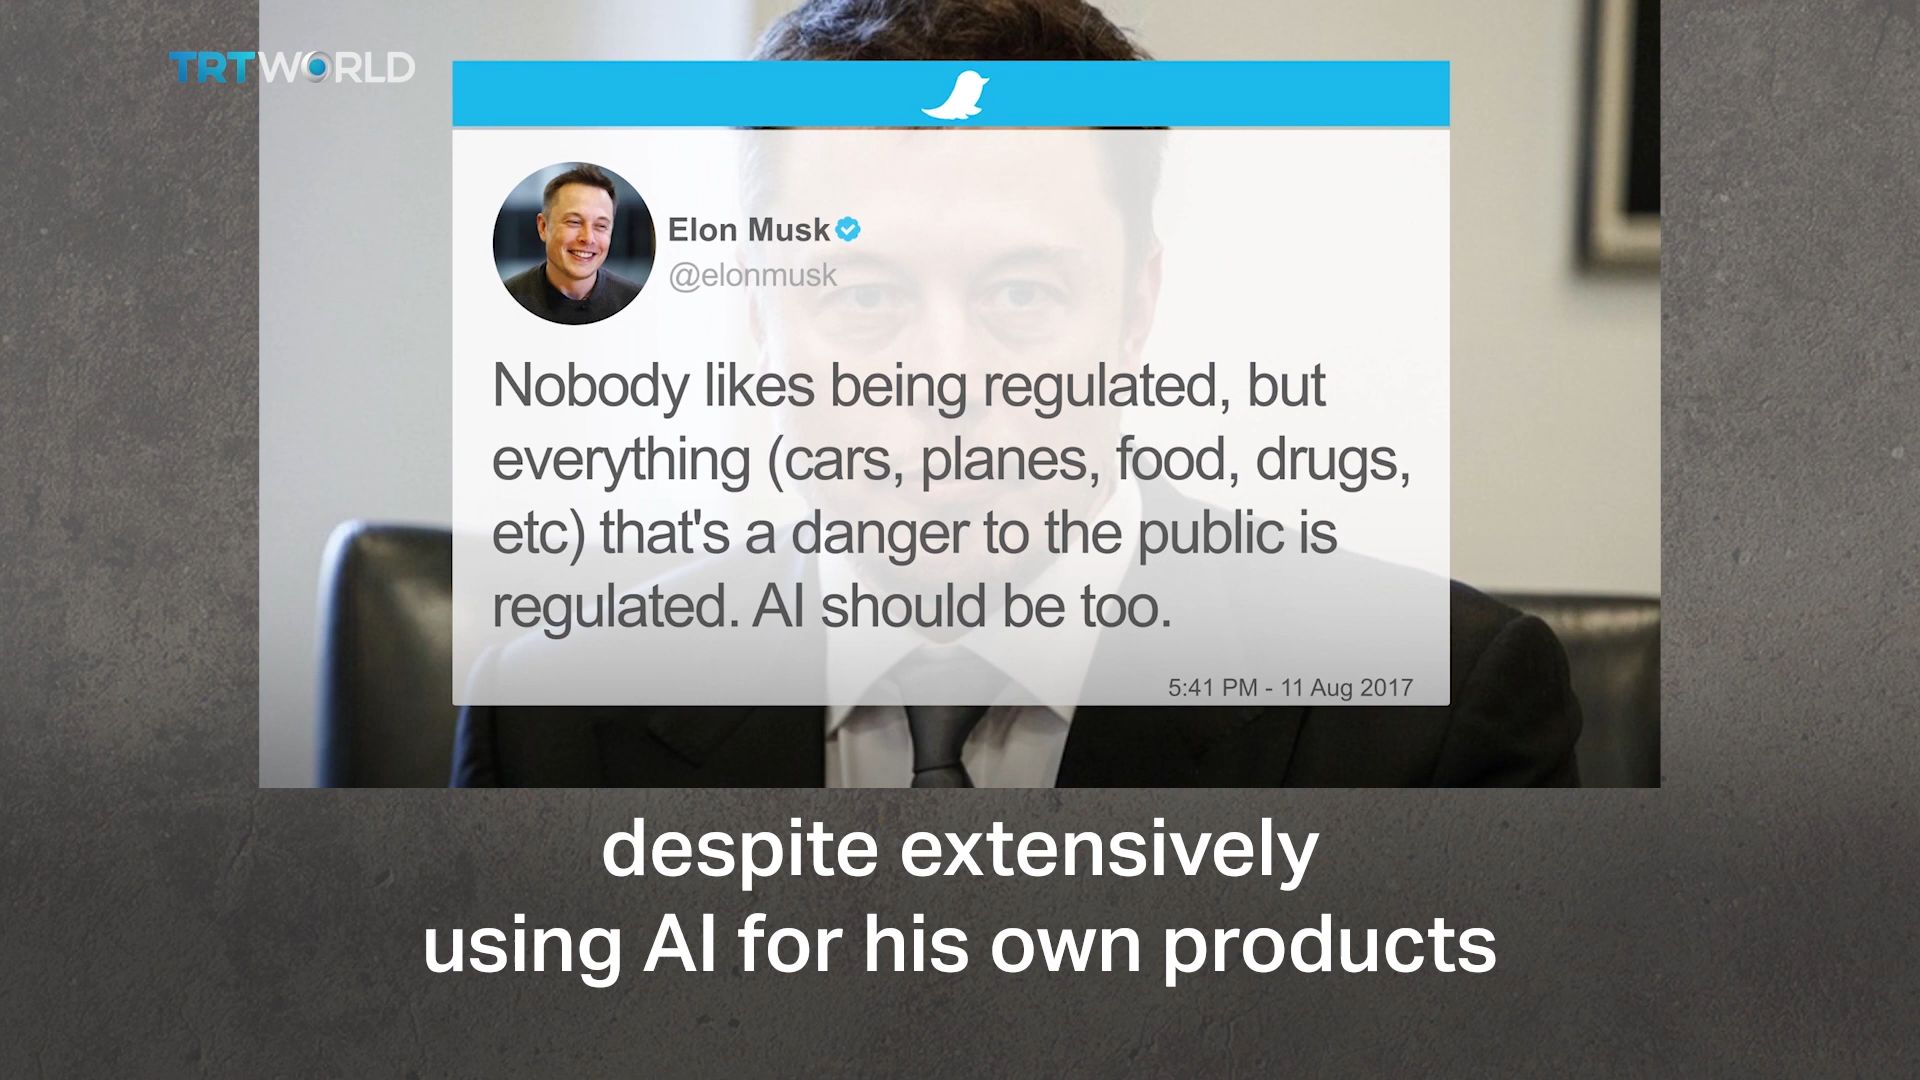 TRT WORLD
Elon Musk
@elonmusk
Nobody likes being regulated, but
everything (cars, planes, food, drugs,
etc) that's a danger to the public is
regulated. AI should be too.
5:41 PM - 11 Aug 2017
despite extensively
using AI for his own products